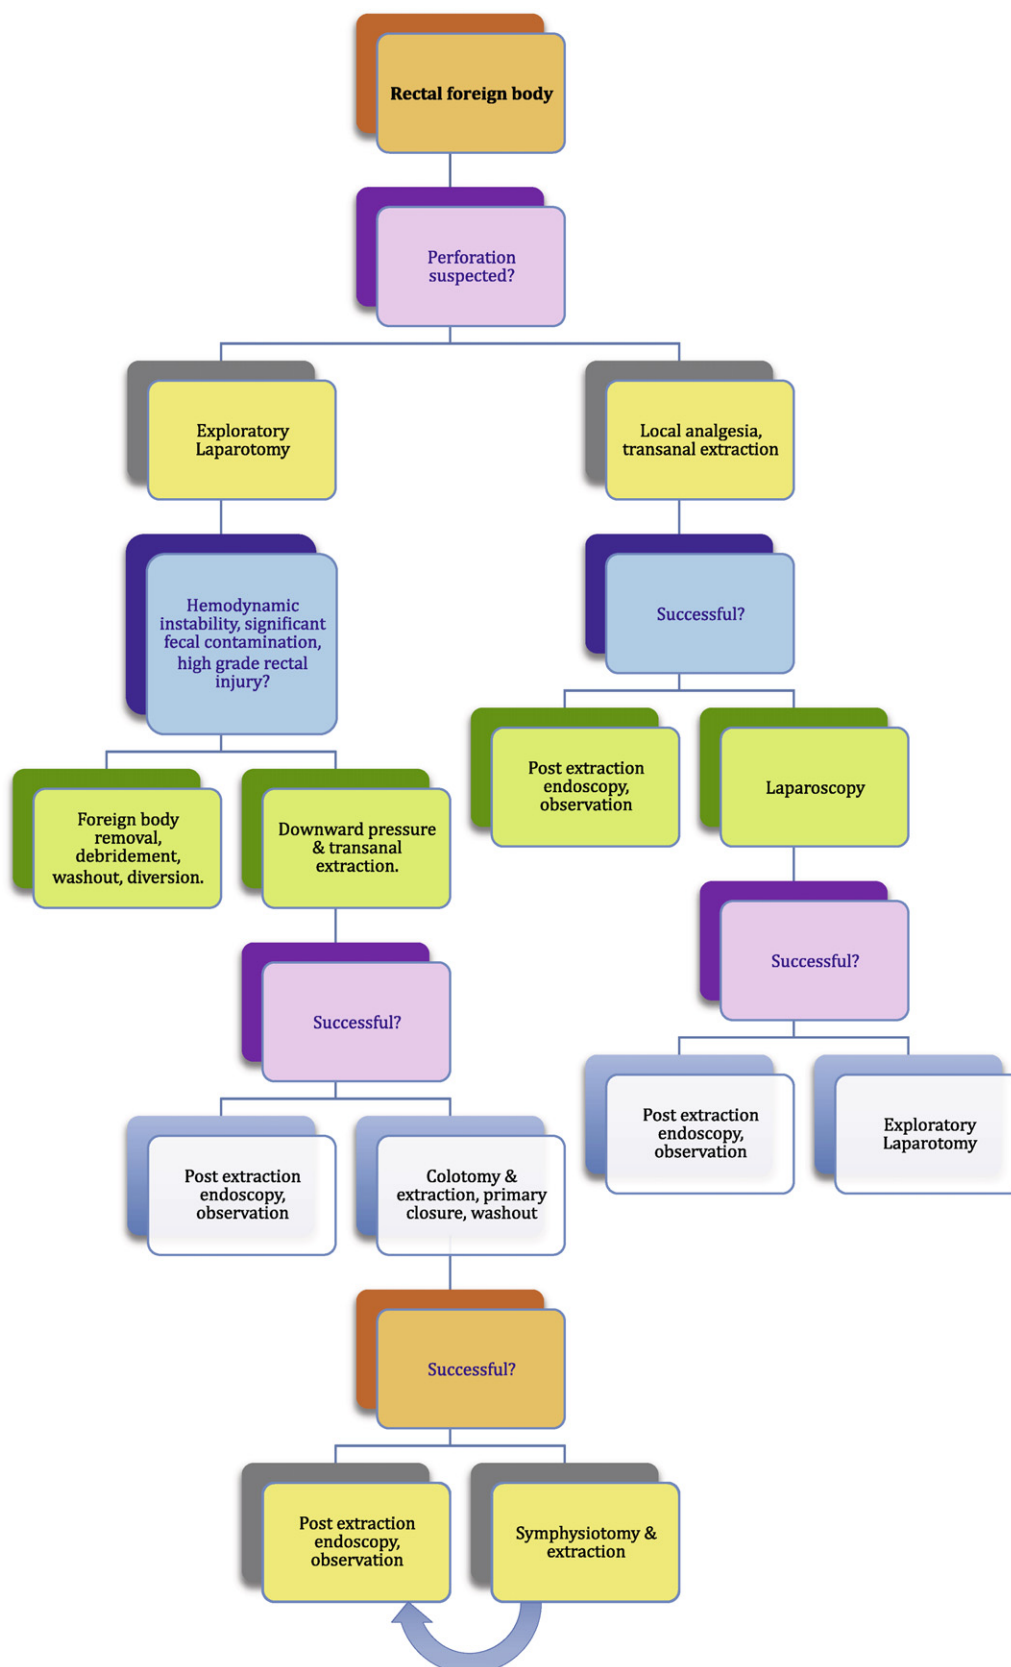 Rectal foreign body
Perforation
suspected?
Exploratory
Laparotomy
Local analgesia,
transanal extraction
Hemodynamic
instability, significant
fecal contamination,
high grade rectal
injury?
Successful?
Foreign body
removal,
debridement,
washout, diversion.
Downward pressure
& transanal
extraction.
Post extraction
endoscopy,
observation
Laparoscopy
Successful?
Successful?
Post extraction
endoscopy,
observation
Colotomy &
extraction, primary
closure, washout
Post extraction
endoscopy,
observation
Exploratory
Laparotomy
Successful?
Post extraction
endoscopy,
observation
Symphysiotomy &
extraction